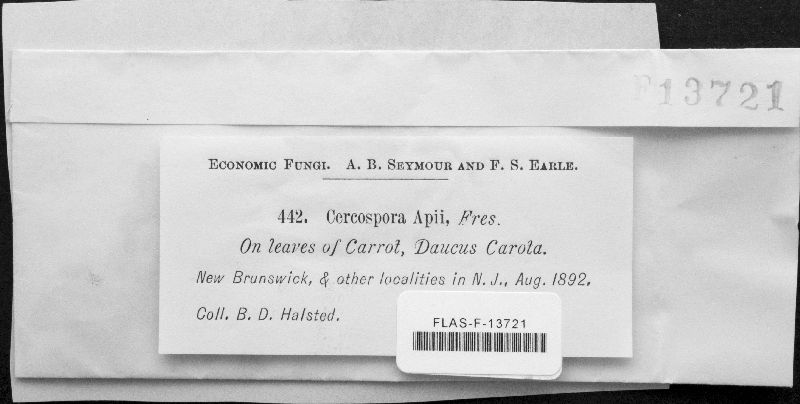 F13721
Economic Fungi. A. B. Seymour and F. S. Earle.
442. Cercospora Apii, Fres.
On leaves of Carrot, Daucus Carota.
New Brunswick, & other localities in N. J., Aug. 1892.
Coll. B. D. Halsted.
FLAS-F-13721